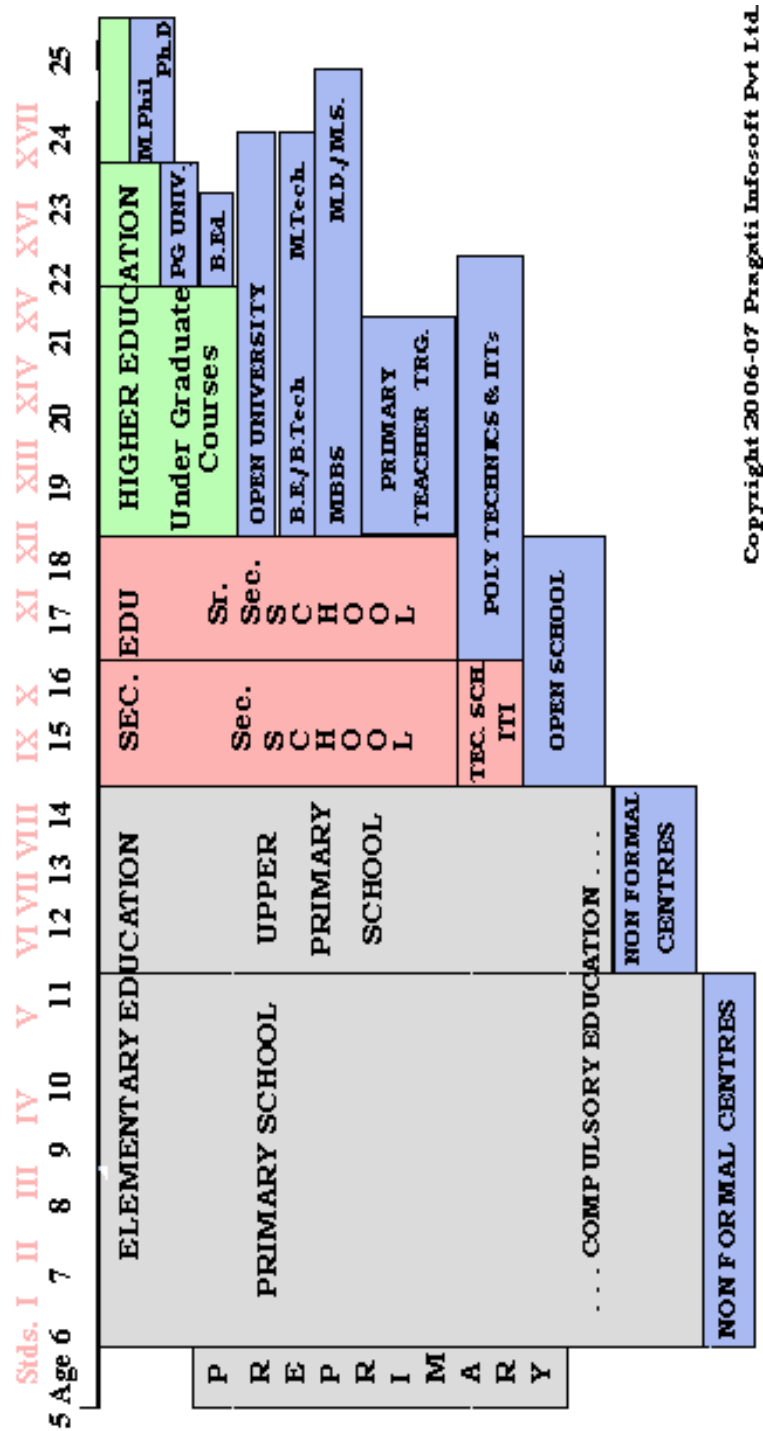 Stds. I II III IV V VI VII VIII IX X XI XII XIII XIV XV XVI XVII
5 Age 6 7 8 9 10 11 12 13 14 15 16 17 18 19 20 21 22 23 24 25
ELEMENTARY EDUCATION
SEC. EDU
HIGHER EDUCATION
PRE PRIMARY
PRIMARY SCHOOL
UPPER
PRIMARY
SCHOOL
. . . COMPULSORY EDUCATION . . .
NON FORMAL CENTRES
NON FORMAL
CENTRES
Sec.
SCHOOL
Sr.
Sec.
SCHOOL
TEC. SCH.
ITI
OPEN SCHOOL
POLY TECHNICS & IITs
Under Graduate
Courses
OPEN UNIVERSITY
B.E./B.Tech M.Tech.
MBBS M.D./M.S.
PRIMARY
TEACHER TRG.
PG UNIV.
B.Ed.
M.Phil
Ph.D
Copyright 2006-07 Pragati Infosoft Pvt Ltd.